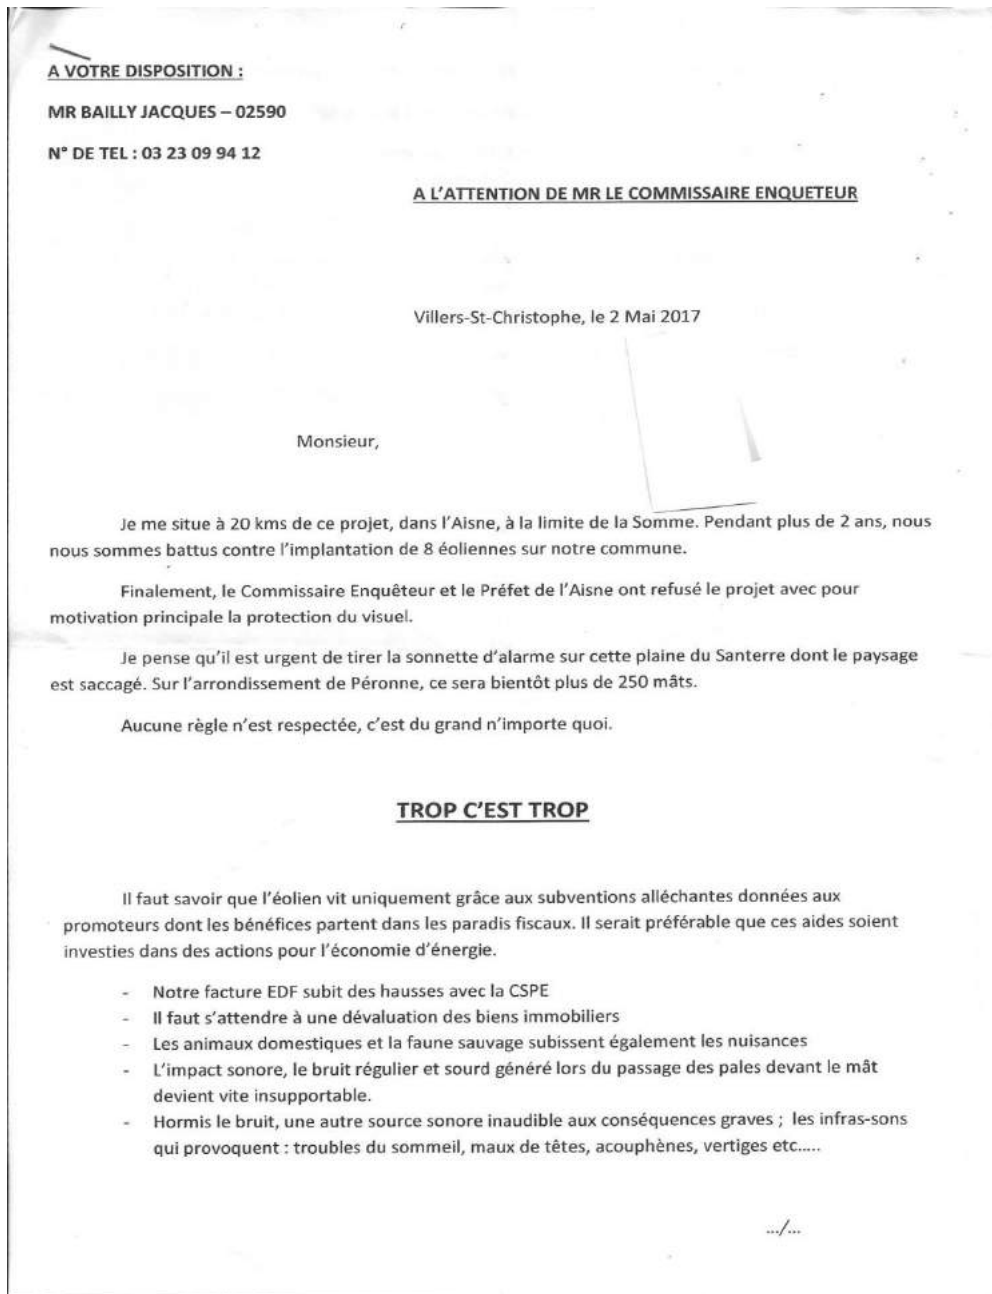 A VOTRE DISPOSITION :
MR BAILLY JACQUES – 02590
N° DE TEL : 03 23 09 94 12
A L'ATTENTION DE MR LE COMMISSAIRE ENQUETEUR
Villers-St-Christophe, le 2 Mai 2017
Monsieur,
Je me situe à 20 kms de ce projet, dans l'Aisne, à la limite de la Somme. Pendant plus de 2 ans, nous
nous sommes battus contre l'implantation de 8 éoliennes sur notre commune.
Finalement, le Commissaire Enquêteur et le Préfet de l'Aisne ont refusé le projet avec pour
motivation principale la protection du visuel.
Je pense qu'il est urgent de tirer la sonnette d'alarme sur cette plaine du Santerre dont le paysage
est saccagé. Sur l'arrondissement de Péronne, ce sera bientôt plus de 250 mâts.
Aucune règle n'est respectée, c'est du grand n'importe quoi.
TROP C'EST TROP
Il faut savoir que l'éolien vit uniquement grâce aux subventions alléchantes données aux
promoteurs dont les bénéfices partent dans les paradis fiscaux. Il serait préférable que ces aides soient
investies dans des actions pour l'économie d'énergie.
- Notre facture EDF subit des hausses avec la CSPE
- Il faut s'attendre à une dévaluation des biens immobiliers
- Les animaux domestiques et la faune sauvage subissent également les nuisances
- L'impact sonore, le bruit régulier et sourd généré lors du passage des pales devant le mât
devient vite insupportable.
- Hormis le bruit, une autre source sonore inaudible aux conséquences graves ; les infras-sons
qui provoquent : troubles du sommeil, maux de têtes, acouphènes, vertiges etc.....
.../...